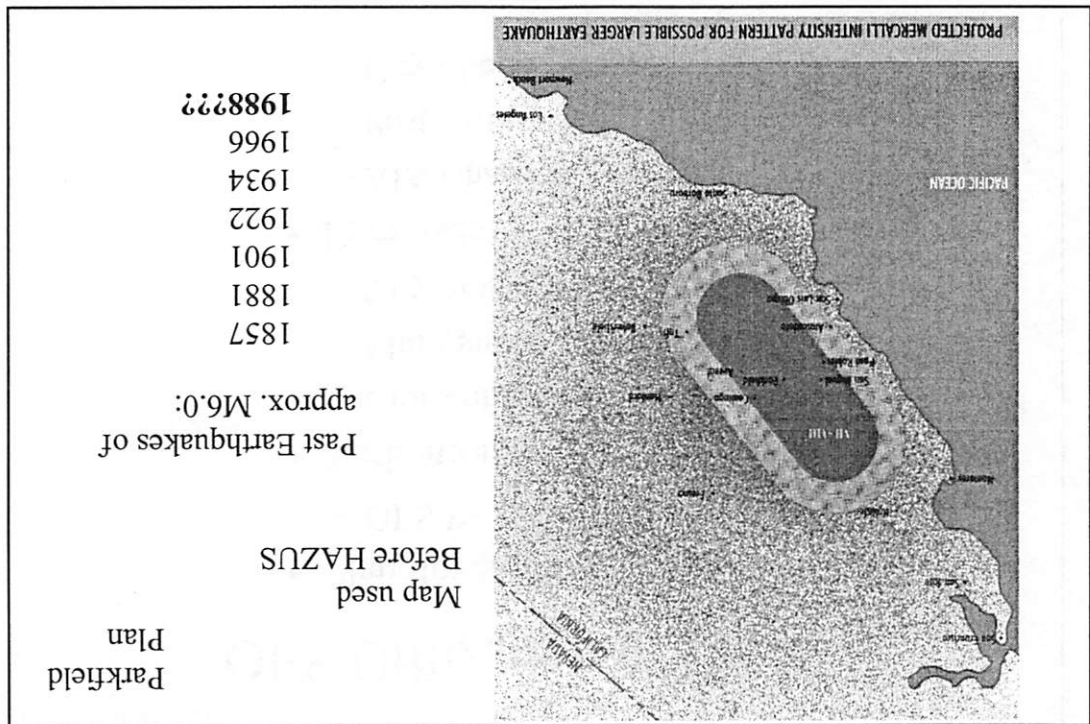 Parkfield
Plan
Map used
Before HAZUS
Past Earthquakes of
approx. M6.0:
1857
1881
1901
1922
1934
1966
1988???
NEVADA
CALIFORNIA
San Francisco
San Jose
Monterey
Fresno
VII - VIII
Coalinga
Hanford
San Miguel
Parkfield
Avenal
Paso Robles
Atascadero
Taft
Bakersfield
San Luis Obispo
Santa Barbara
PACIFIC OCEAN
Los Angeles
Newport Beach
PROJECTED MERCALLI INTENSITY PATTERN FOR POSSIBLE LARGER EARTHQUAKE